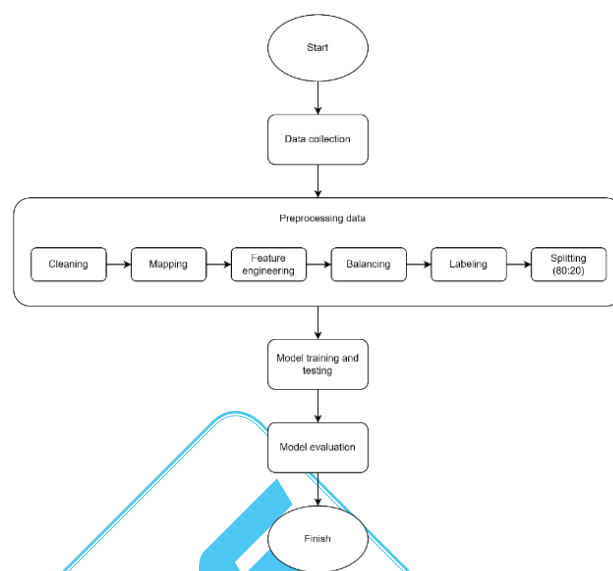 Start
Data collection
Preprocessing data
Cleaning
Mapping
Feature
engineering
Balancing
Labeling
Splitting
(80:20)
Model training and
testing
Model evaluation
Finish